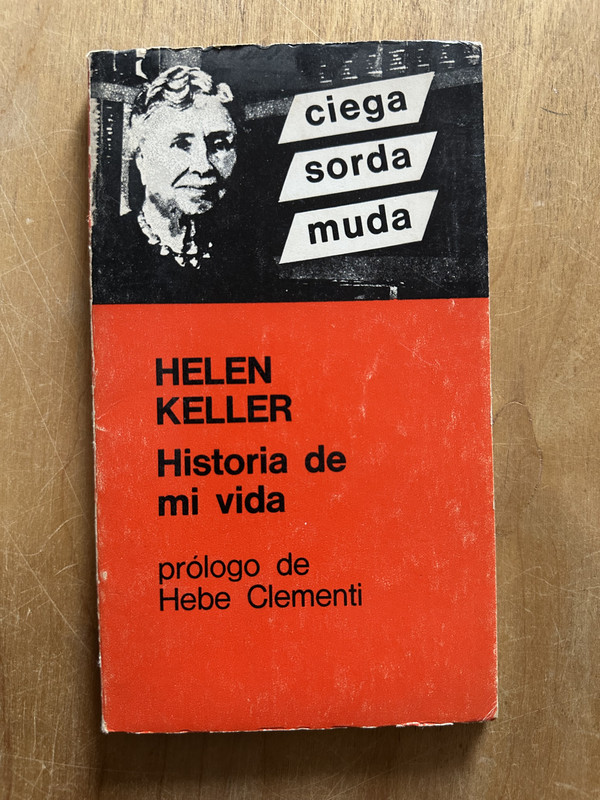 ciega
sorda
muda
HELEN
KELLER
Historia de
mi vida
prólogo de
Hebe Clementi